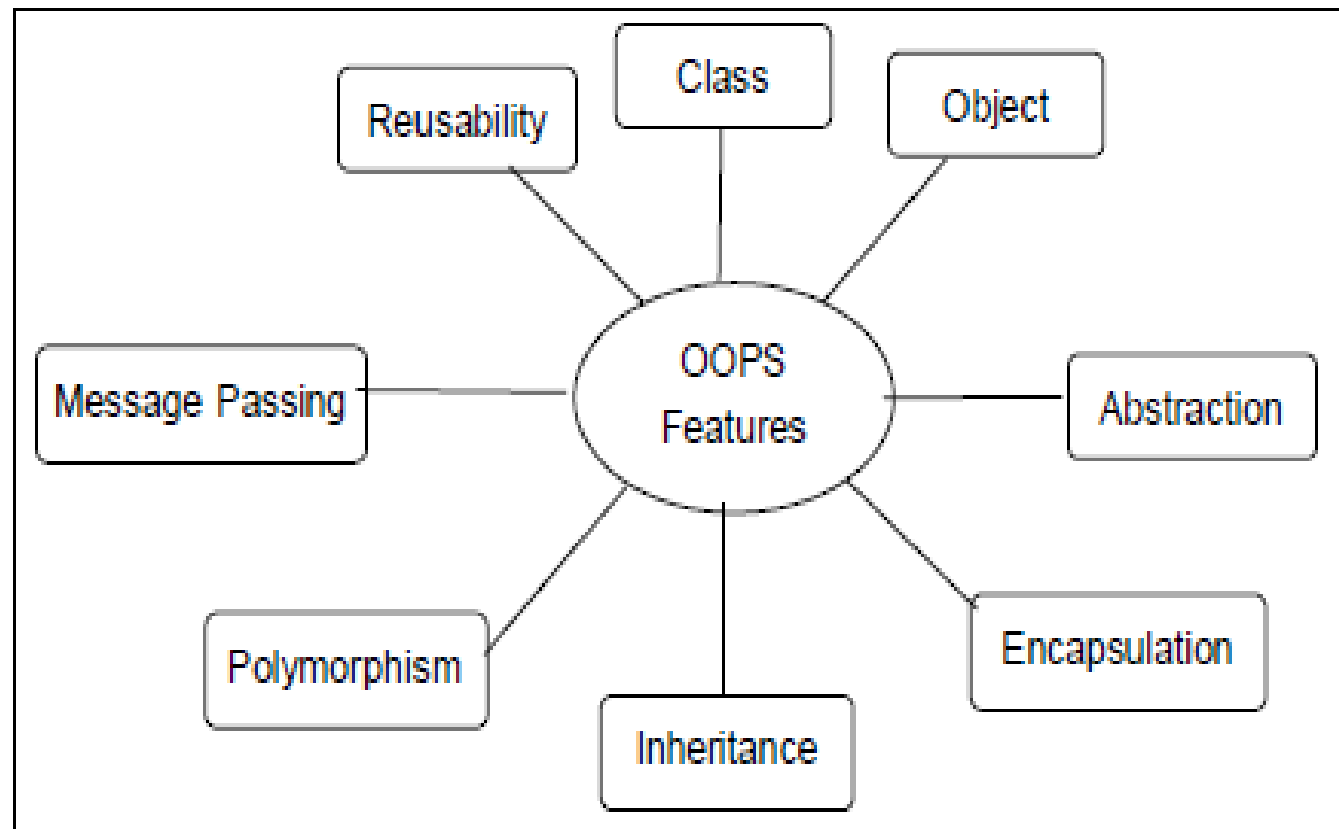 Class
Object
Reusability
OOPS
Features
Message Passing
Abstraction
Encapsulation
Polymorphism
Inheritance